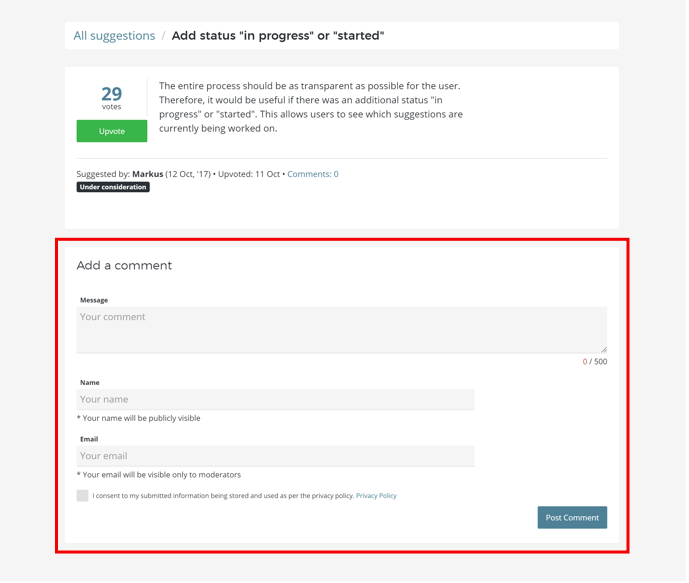 All suggestions / Add status "in progress" or "started"
29
votes
Upvote
The entire process should be as transparent as possible for the user.
Therefore, it would be useful if there was an additional status "in
progress" or "started". This allows users to see which suggestions are
currently being worked on.
Suggested by: Markus (12 Oct, '17) • Upvoted: 11 Oct • Comments: 0
Under consideration
Add a comment
Message
Your comment
0 / 500
Name
Your name
* Your name will be publicly visible
Email
Your email
* Your email will be visible only to moderators
I consent to my submitted information being stored and used as per the privacy policy. Privacy Policy
Post Comment